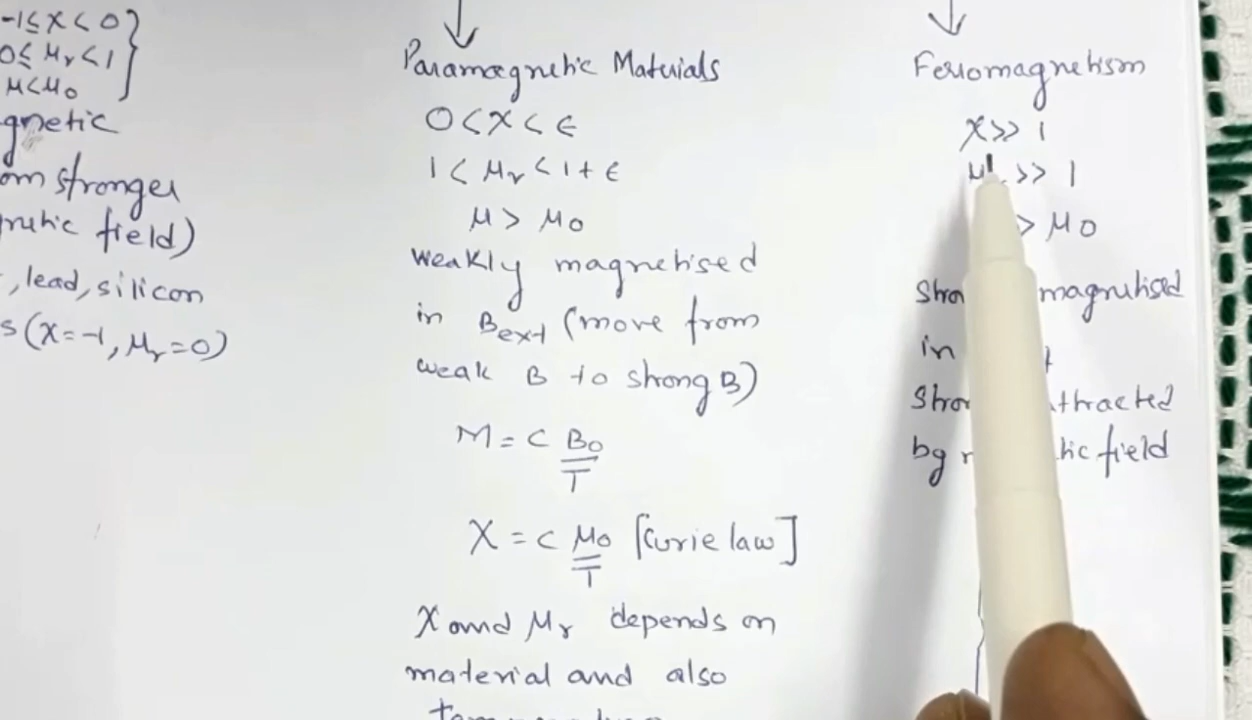 -1≤χ<0
0≤μr<1
μ<μ0
gnetic
om stronger
field)
, lead, silicon
s (χ=-1, μr=0)
Paramagnetic Materials
0<χ<ε
1<μr<1+ε
μ>μ0
weakly magnetised
in Bext (move from
weak B to strong B)
M = C B0/T
χ = C μ0/T [Curie law]
χ and μr depends on
material and also
Ferromagnetism
χ>>1
>> 1
> μ0
magnetised
in
by field